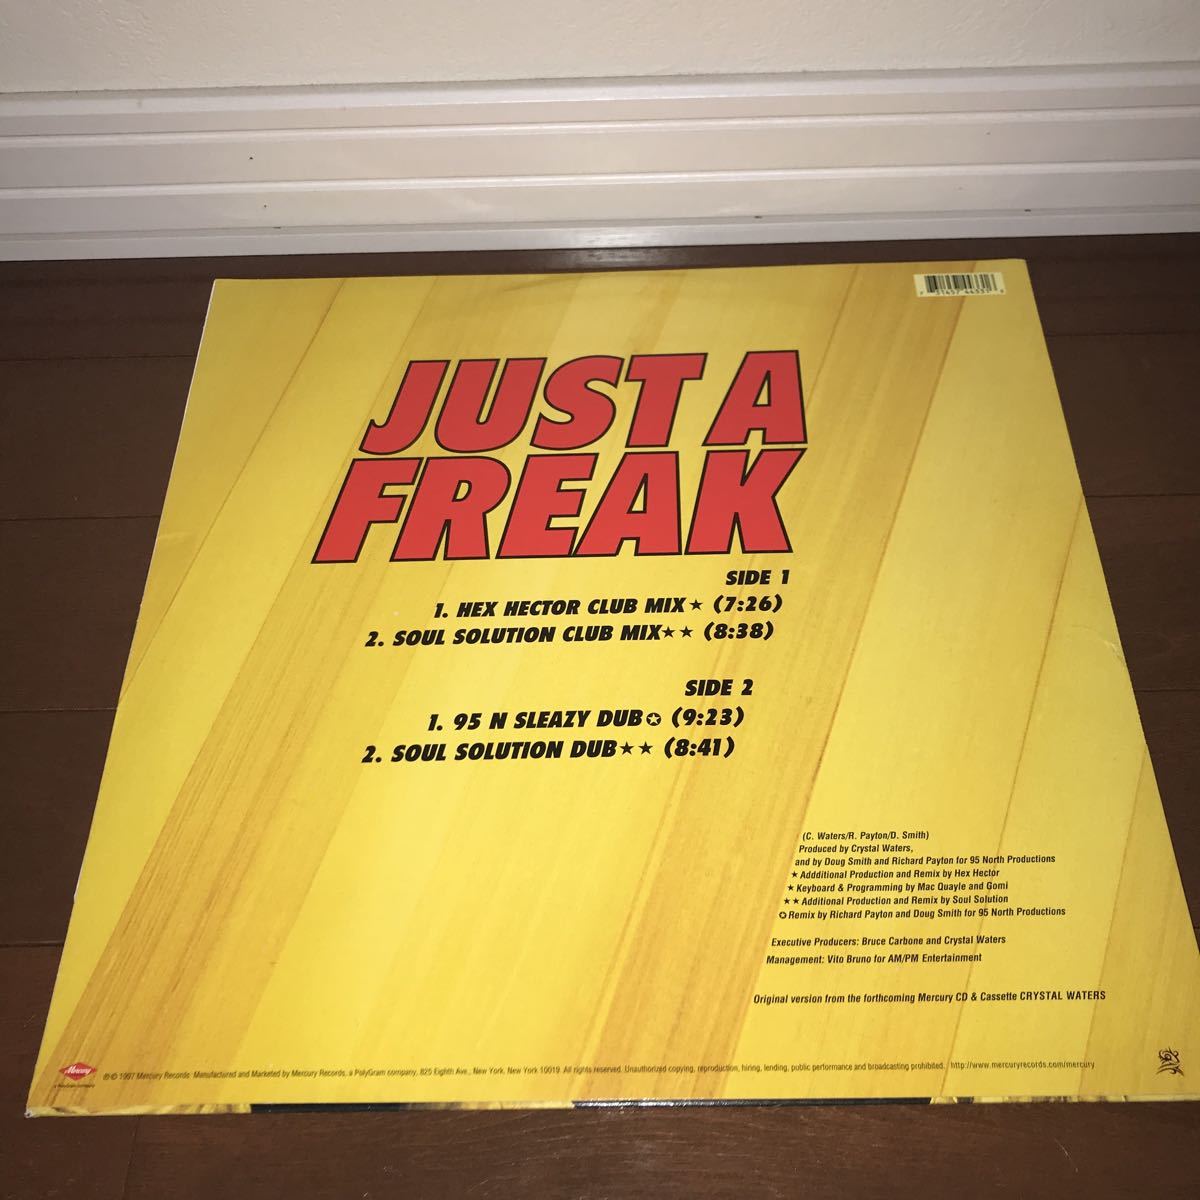 7 31457 44331 8
JUST A
FREAK
SIDE 1
1. HEX HECTOR CLUB MIX★ (7:26)
2. SOUL SOLUTION CLUB MIX★★ (8:38)
SIDE 2
1. 95 N SLEAZY DUB✪ (9:23)
2. SOUL SOLUTION DUB★★ (8:41)
(C. Waters/R. Payton/D. Smith)
Produced by Crystal Waters,
and by Doug Smith and Richard Payton for 95 North Productions
★ Addditional Production and Remix by Hex Hector
★ Keyboard & Programming by Mac Quayle and Gomi
★★ Additional Production and Remix by Soul Solution
✪ Remix by Richard Payton and Doug Smith for 95 North Productions
Executive Producers: Bruce Carbone and Crystal Waters
Management: Vito Bruno for AM/PM Entertainment
Original version from the forthcoming Mercury CD & Cassette CRYSTAL WATERS
Mercury
a PolyGram company
℗© 1997 Mercury Records. Manufactured and Marketed by Mercury Records, a PolyGram company, 825 Eighth Ave., New York, New York 10019. All rights reserved. Unauthorized copying, reproduction, hiring, lending, public performance and broadcasting prohibited. http://www.mercuryrecords.com/mercury